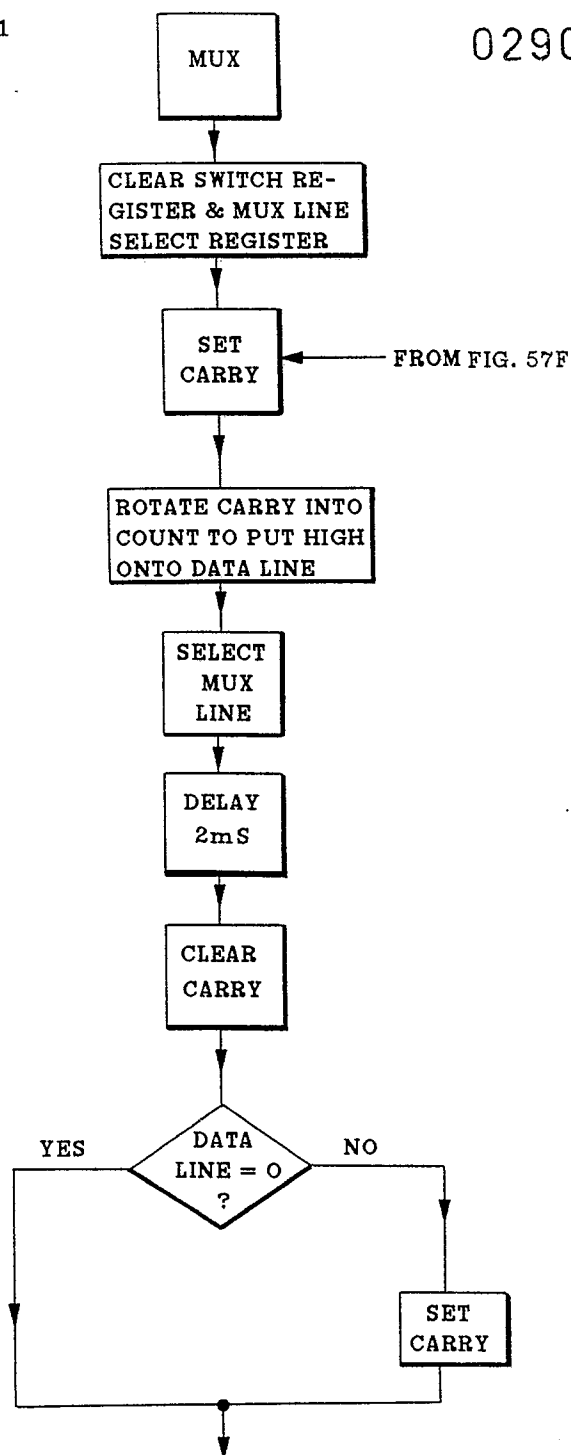 1
0290
MUX
CLEAR SWITCH RE-
GISTER & MUX LINE
SELECT REGISTER
SET
CARRY
FROM FIG. 57F
ROTATE CARRY INTO
COUNT TO PUT HIGH
ONTO DATA LINE
SELECT
MUX
LINE
DELAY
2mS
CLEAR
CARRY
YES
DATA
LINE = 0
?
NO
SET
CARRY